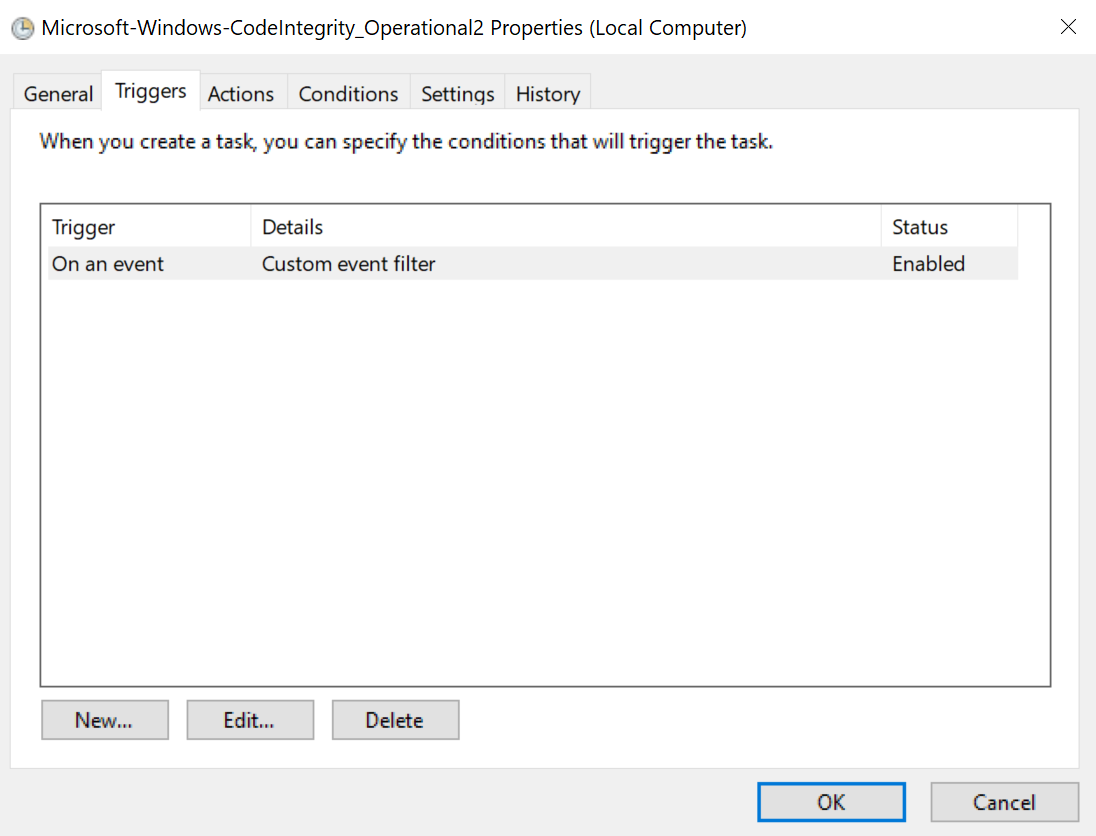 Microsoft-Windows-CodeIntegrity_Operational2 Properties (Local Computer)
General Triggers Actions Conditions Settings History
When you create a task, you can specify the conditions that will trigger the task.
Trigger Details Status
On an event Custom event filter Enabled
New... Edit... Delete
OK Cancel